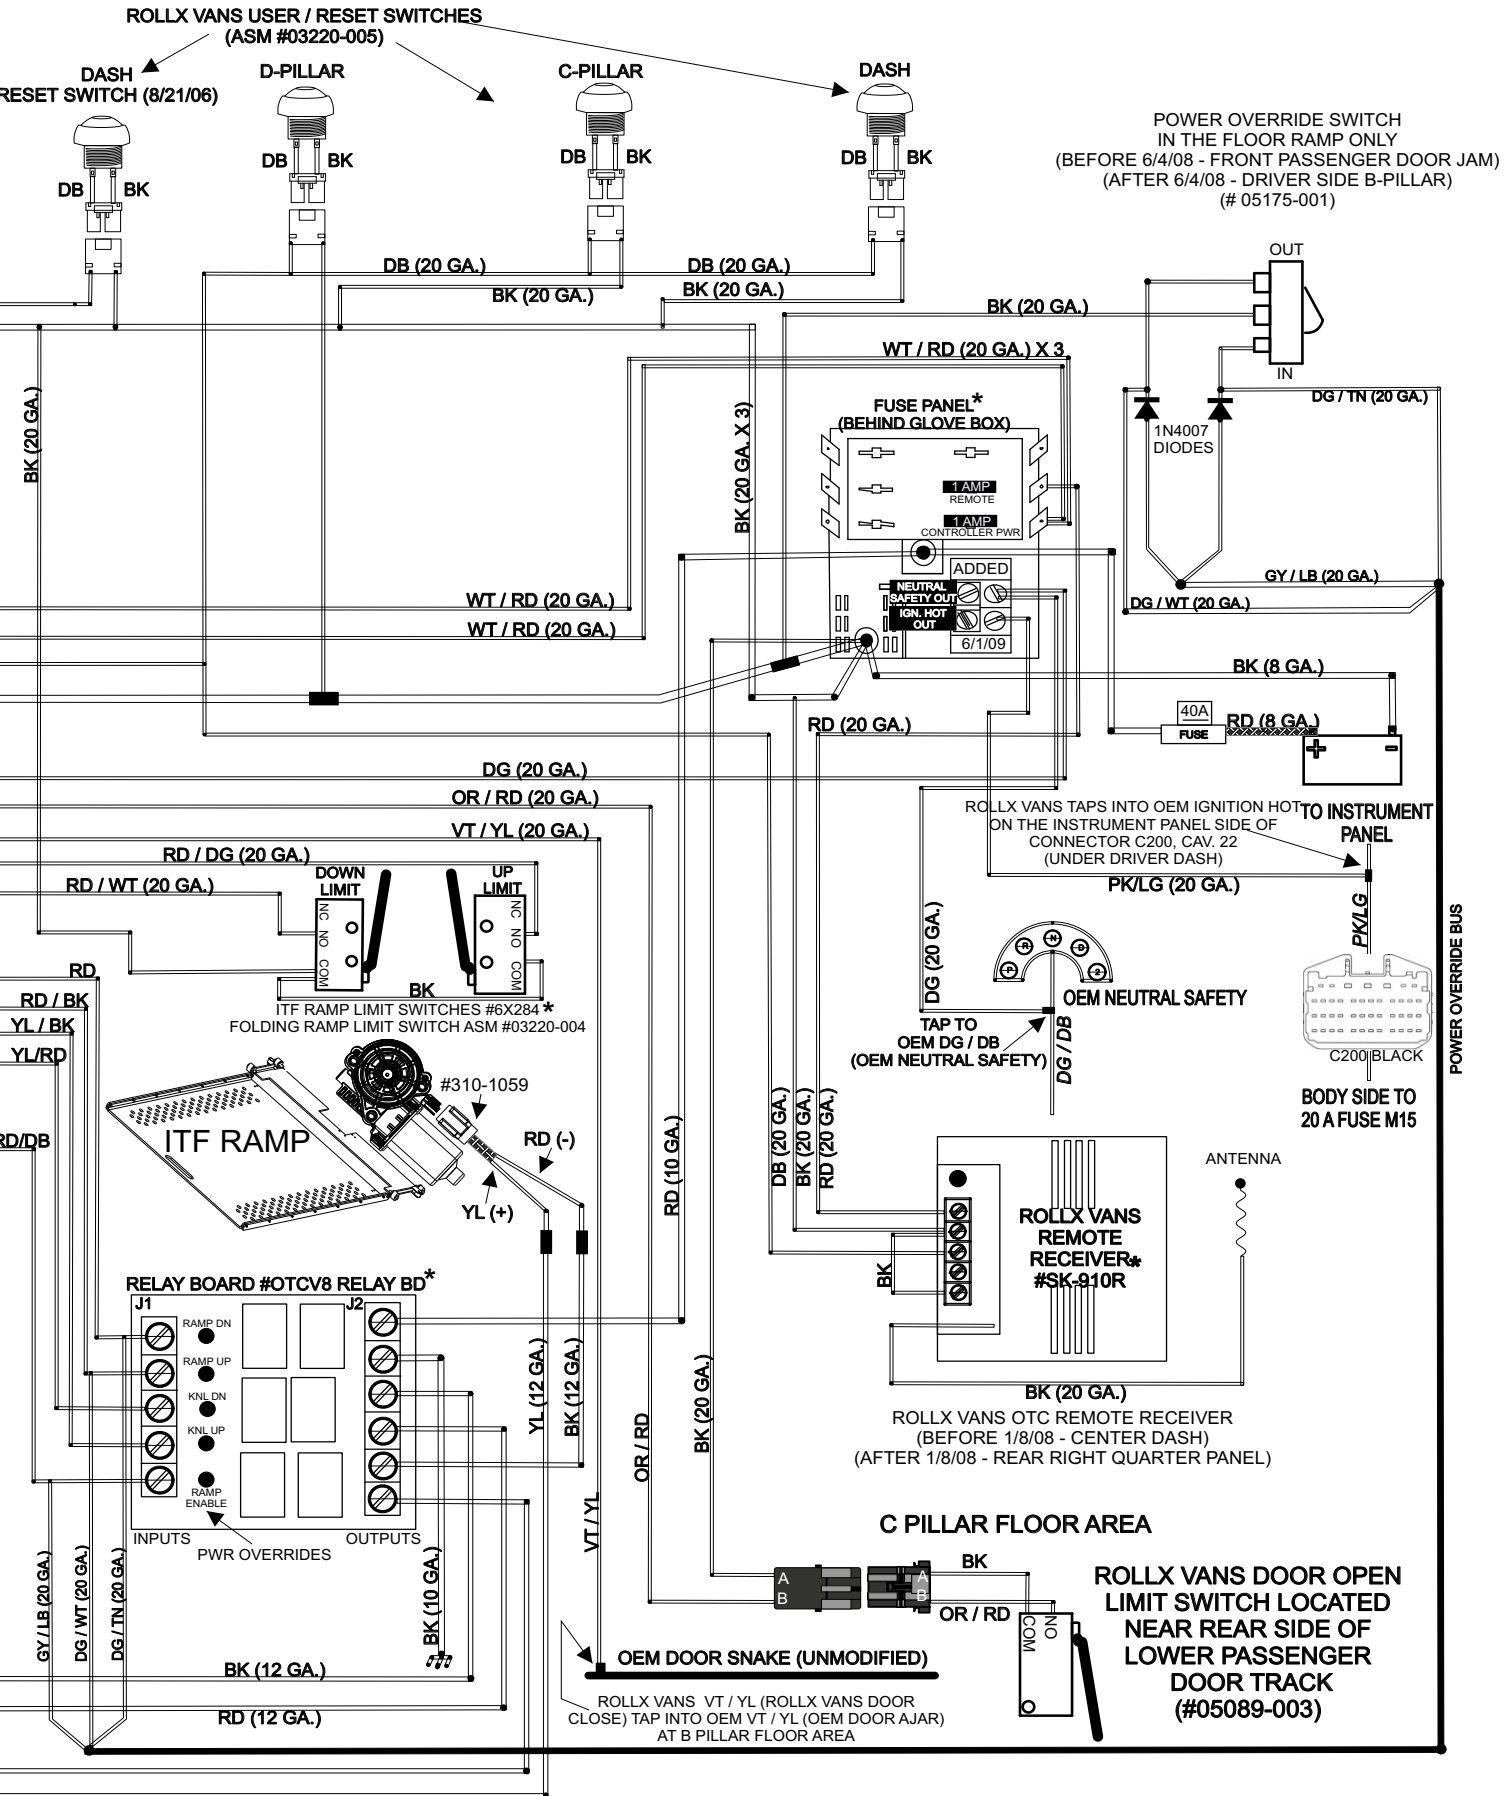 ROLLX VANS USER / RESET SWITCHES
(ASM #03220-005)
DASH
RESET SWITCH (8/21/06)
D-PILLAR
C-PILLAR
DASH
DB
BK
DB
BK
DB
BK
DB
BK
POWER OVERRIDE SWITCH
IN THE FLOOR RAMP ONLY
(BEFORE 6/4/08 - FRONT PASSENGER DOOR JAM)
(AFTER 6/4/08 - DRIVER SIDE B-PILLAR)
(# 05175-001)
OUT
IN
DB (20 GA.)
DB (20 GA.)
BK (20 GA.)
BK (20 GA.)
BK (20 GA.)
WT / RD (20 GA.) X 3
BK (20 GA.)
BK (20 GA. X 3)
FUSE PANEL*
(BEHIND GLOVE BOX)
1 AMP
REMOTE
1 AMP
CONTROLLER PWR
ADDED
NEUTRAL
SAFETY OUT
IGN. HOT
OUT
6/1/09
1N4007
DIODES
DG / TN (20 GA.)
GY / LB (20 GA.)
DG / WT (20 GA.)
WT / RD (20 GA.)
WT / RD (20 GA.)
BK (8 GA.)
40A
FUSE
RD (8 GA.)
+
-
RD (20 GA.)
DG (20 GA.)
OR / RD (20 GA.)
VT / YL (20 GA.)
RD / DG (20 GA.)
RD / WT (20 GA.)
ROLLX VANS TAPS INTO OEM IGNITION HOT
ON THE INSTRUMENT PANEL SIDE OF
CONNECTOR C200, CAV. 22
(UNDER DRIVER DASH)
TO INSTRUMENT
PANEL
PK/LG (20 GA.)
PK/LG
POWER OVERRIDE BUS
DOWN
LIMIT
UP
LIMIT
NC
NO
COM
NC
NO
COM
BK
ITF RAMP LIMIT SWITCHES #6X284*
FOLDING RAMP LIMIT SWITCH ASM #03220-004
RD
RD / BK
YL / BK
YL/RD
RD/DB
DG (20 GA.)
P
R
N
D
2
OEM NEUTRAL SAFETY
TAP TO
OEM DG / DB
(OEM NEUTRAL SAFETY)
DG / DB
C200 BLACK
BODY SIDE TO
20 A FUSE M15
ITF RAMP
#310-1059
RD (-)
YL (+)
RD (10 GA.)
DB (20 GA.)
BK (20 GA.)
RD (20 GA.)
ANTENNA
ROLLX VANS
REMOTE
RECEIVER*
#SK-910R
BK
BK (20 GA.)
ROLLX VANS OTC REMOTE RECEIVER
(BEFORE 1/8/08 - CENTER DASH)
(AFTER 1/8/08 - REAR RIGHT QUARTER PANEL)
RELAY BOARD #OTCV8 RELAY BD*
J1
J2
RAMP DN
RAMP UP
KNL DN
KNL UP
RAMP
ENABLE
INPUTS
OUTPUTS
PWR OVERRIDES
YL (12 GA.)
BK (12 GA.)
OR / RD
BK (20 GA.)
VT / YL
GY / LB (20 GA.)
DG / WT (20 GA.)
DG / TN (20 GA.)
BK (10 GA.)
BK (12 GA.)
RD (12 GA.)
C PILLAR FLOOR AREA
A
B
A
B
BK
OR / RD
COM
NO
ROLLX VANS DOOR OPEN
LIMIT SWITCH LOCATED
NEAR REAR SIDE OF
LOWER PASSENGER
DOOR TRACK
(#05089-003)
OEM DOOR SNAKE (UNMODIFIED)
ROLLX VANS VT / YL (ROLLX VANS DOOR
CLOSE) TAP INTO OEM VT / YL (OEM DOOR AJAR)
AT B PILLAR FLOOR AREA